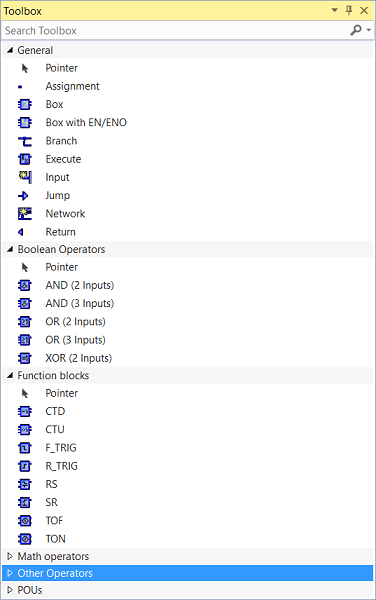 Toolbox
Search Toolbox
General
Pointer
Assignment
Box
Box with EN/ENO
Branch
Execute
Input
Jump
Network
Return
Boolean Operators
Pointer
AND (2 Inputs)
AND (3 Inputs)
OR (2 Inputs)
OR (3 Inputs)
XOR (2 Inputs)
Function blocks
Pointer
CTD
CTU
F_TRIG
R_TRIG
RS
SR
TOF
TON
Math operators
Other Operators
POUs